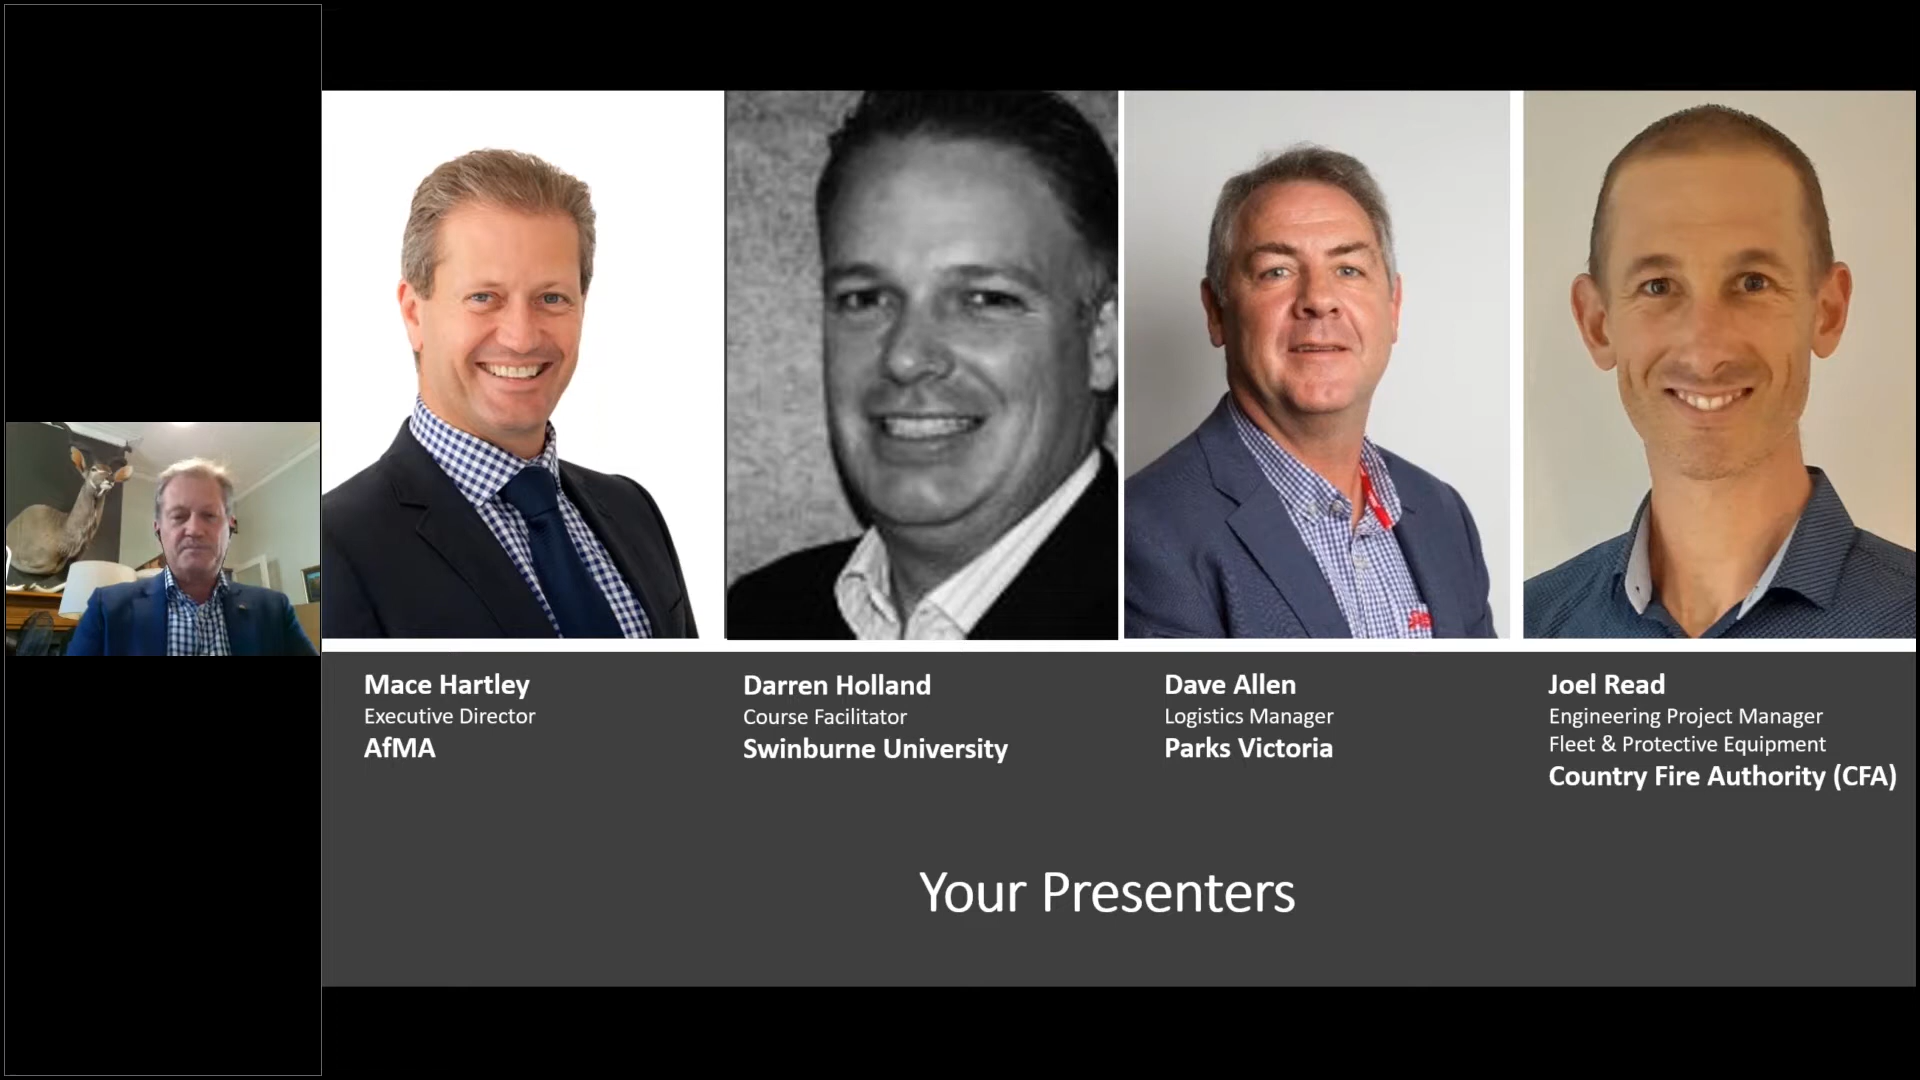 Mace Hartley
Executive Director
AfMA
Darren Holland
Course Facilitator
Swinburne University
Dave Allen
Logistics Manager
Parks Victoria
Joel Read
Engineering Project Manager
Fleet & Protective Equipment
Country Fire Authority (CFA)
Your Presenters